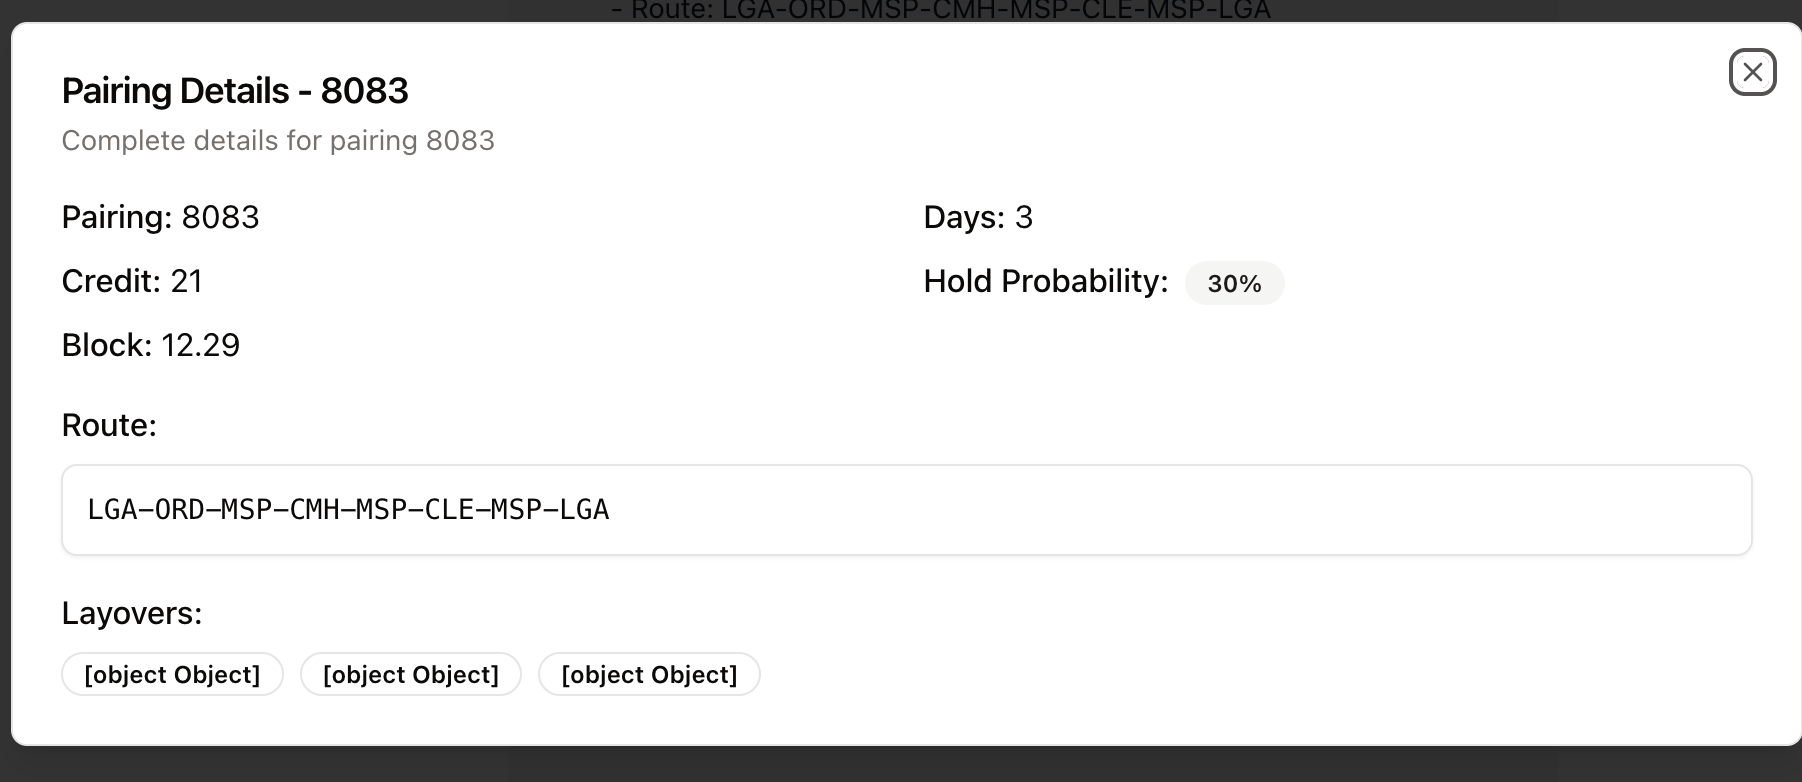 - Route: LGA-ORD-MSP-CMH-MSP-CLE-MSP-LGA
Pairing Details - 8083
Complete details for pairing 8083
Pairing: 8083
Days: 3
Credit: 21
Hold Probability: 30%
Block: 12.29
Route:
LGA-ORD-MSP-CMH-MSP-CLE-MSP-LGA
Layovers:
[object Object] [object Object] [object Object]